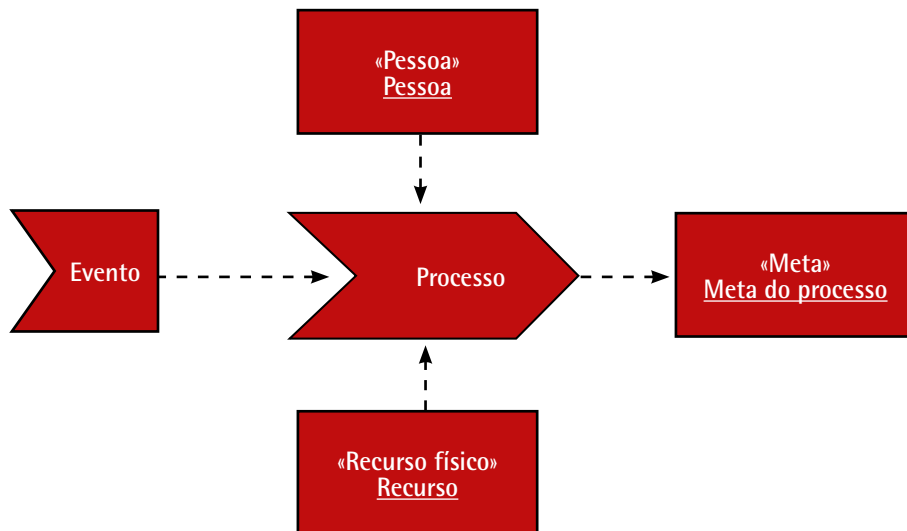 «Pessoa»
Pessoa
Evento
Processo
«Meta»
Meta do processo
«Recurso físico»
Recurso